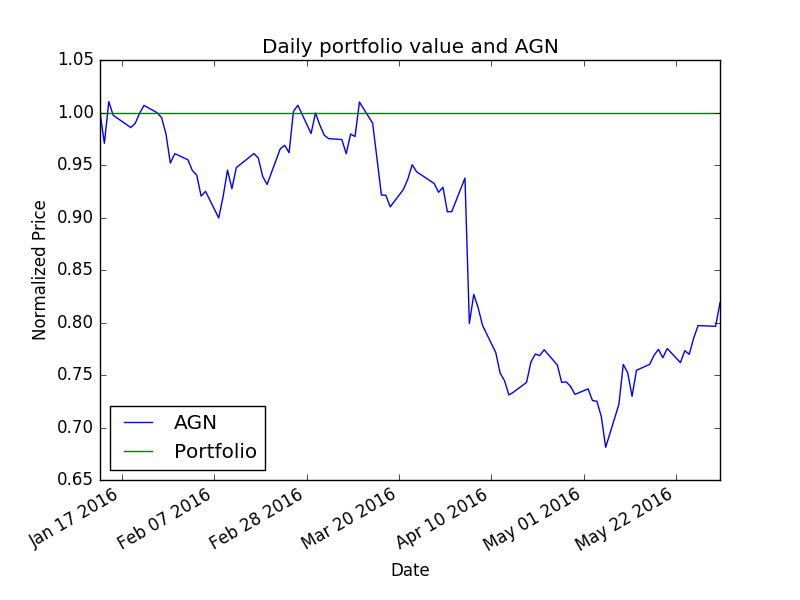 Daily portfolio value and AGN
1.05
1.00
0.95
0.90
0.85
0.80
0.75
0.70
0.65
Normalized Price
AGN
Portfolio
Jan 17 2016
Feb 07 2016
Feb 28 2016
Mar 20 2016
Apr 10 2016
May 01 2016
May 22 2016
Date